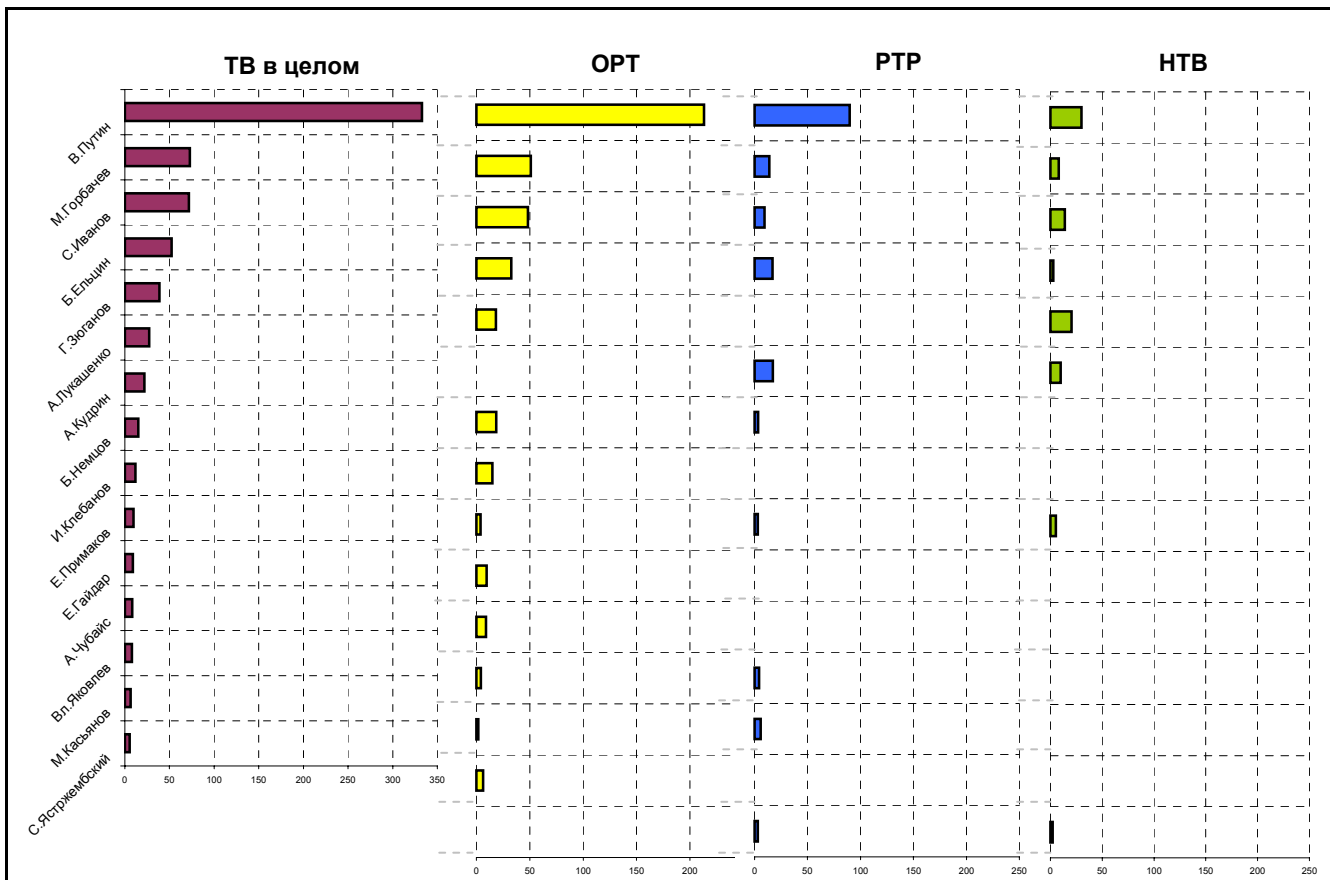 ТВ в целом
ОРТ
РТР
НТВ
В.Путин
М.Горбачев
С.Иванов
Б.Ельцин
Г.Зюганов
А.Лукашенко
А.Кудрин
Б.Немцов
И.Клебанов
Е.Примаков
Е.Гайдар
А.Чубайс
Вл.Яковлев
М.Касьянов
С.Ястржембский
0 50 100 150 200 250 300 350
0 50 100 150 200
0 50 100 150 200 250
0 50 100 150 200 250